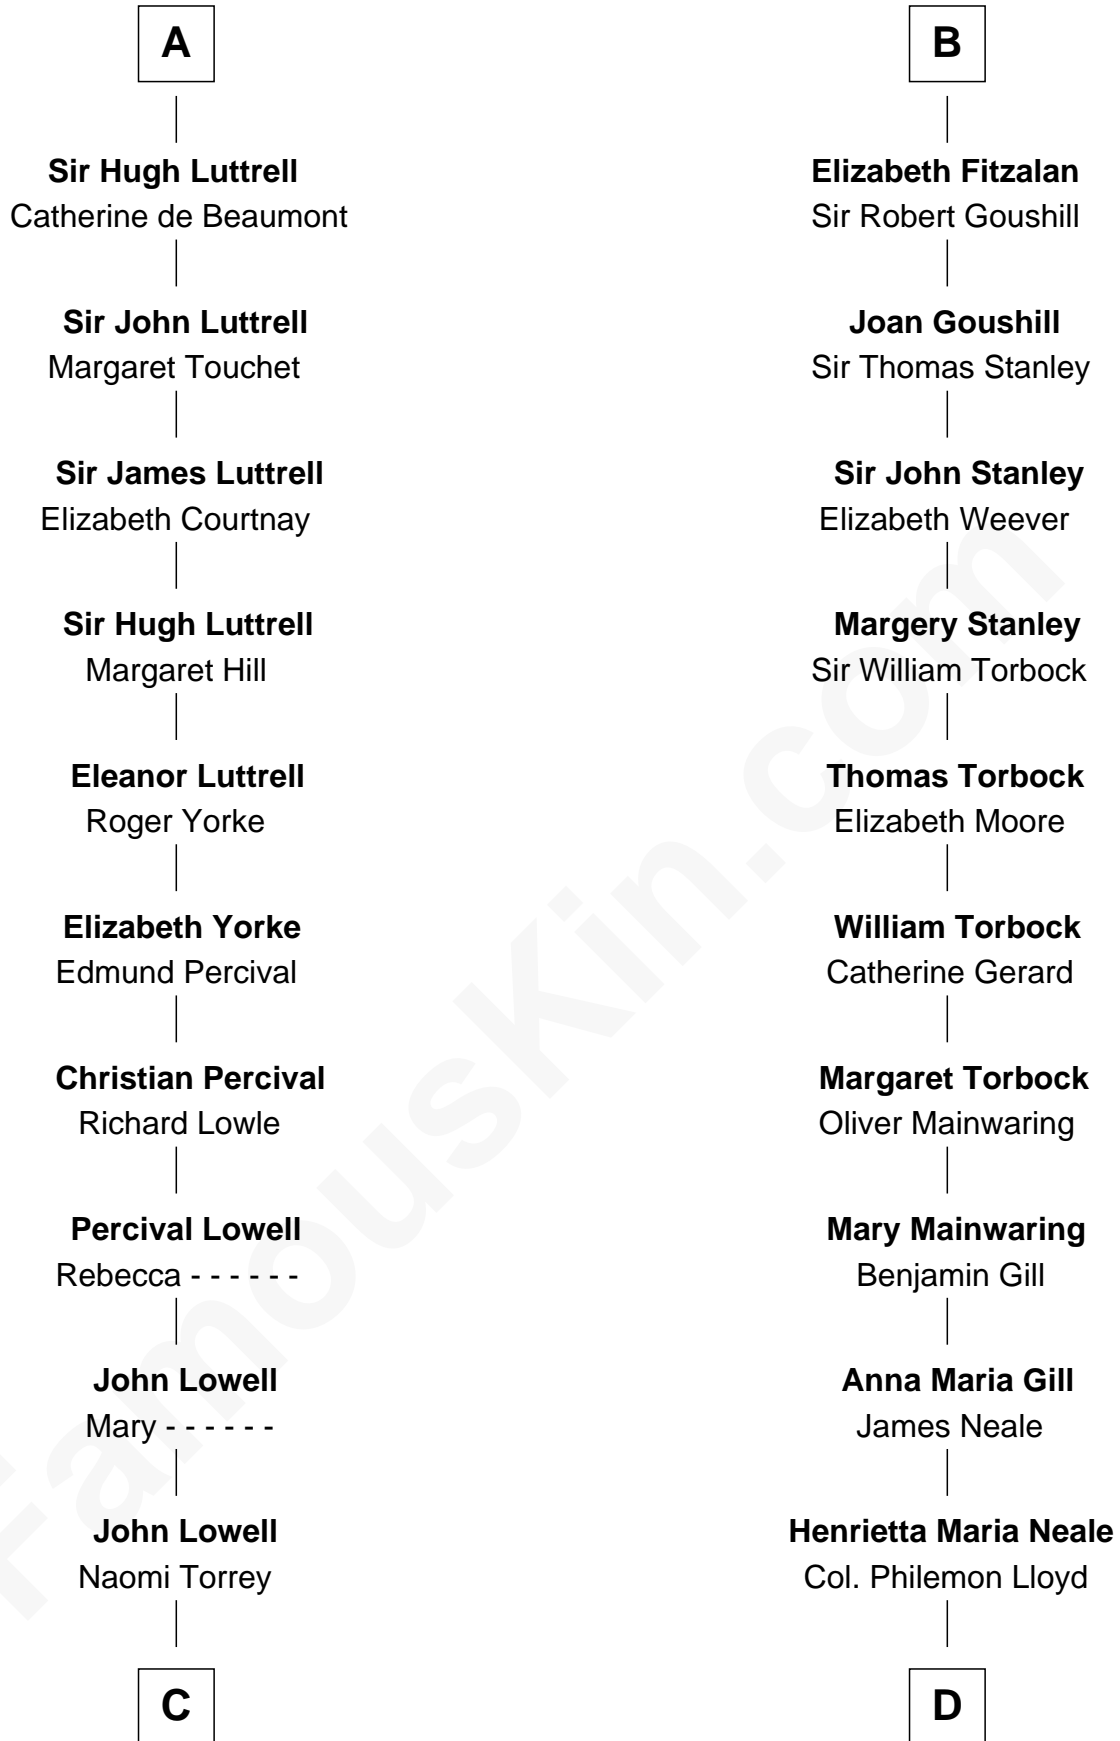 A
Sir Hugh Luttrell
Catherine de Beaumont
Sir John Luttrell
Margaret Touchet
Sir James Luttrell
Elizabeth Courtnay
Sir Hugh Luttrell
Margaret Hill
Eleanor Luttrell
Roger Yorke
Elizabeth Yorke
Edmund Percival
Christian Percival
Richard Lowle
Percival Lowell
Rebecca - - - - - -
John Lowell
Mary - - - - - -
John Lowell
Naomi Torrey
C
B
Elizabeth Fitzalan
Sir Robert Goushill
Joan Goushill
Sir Thomas Stanley
Sir John Stanley
Elizabeth Weever
Margery Stanley
Sir William Torbock
Thomas Torbock
Elizabeth Moore
William Torbock
Catherine Gerard
Margaret Torbock
Oliver Mainwaring
Mary Mainwaring
Benjamin Gill
Anna Maria Gill
James Neale
Henrietta Maria Neale
Col. Philemon Lloyd
D
FamousKin.com